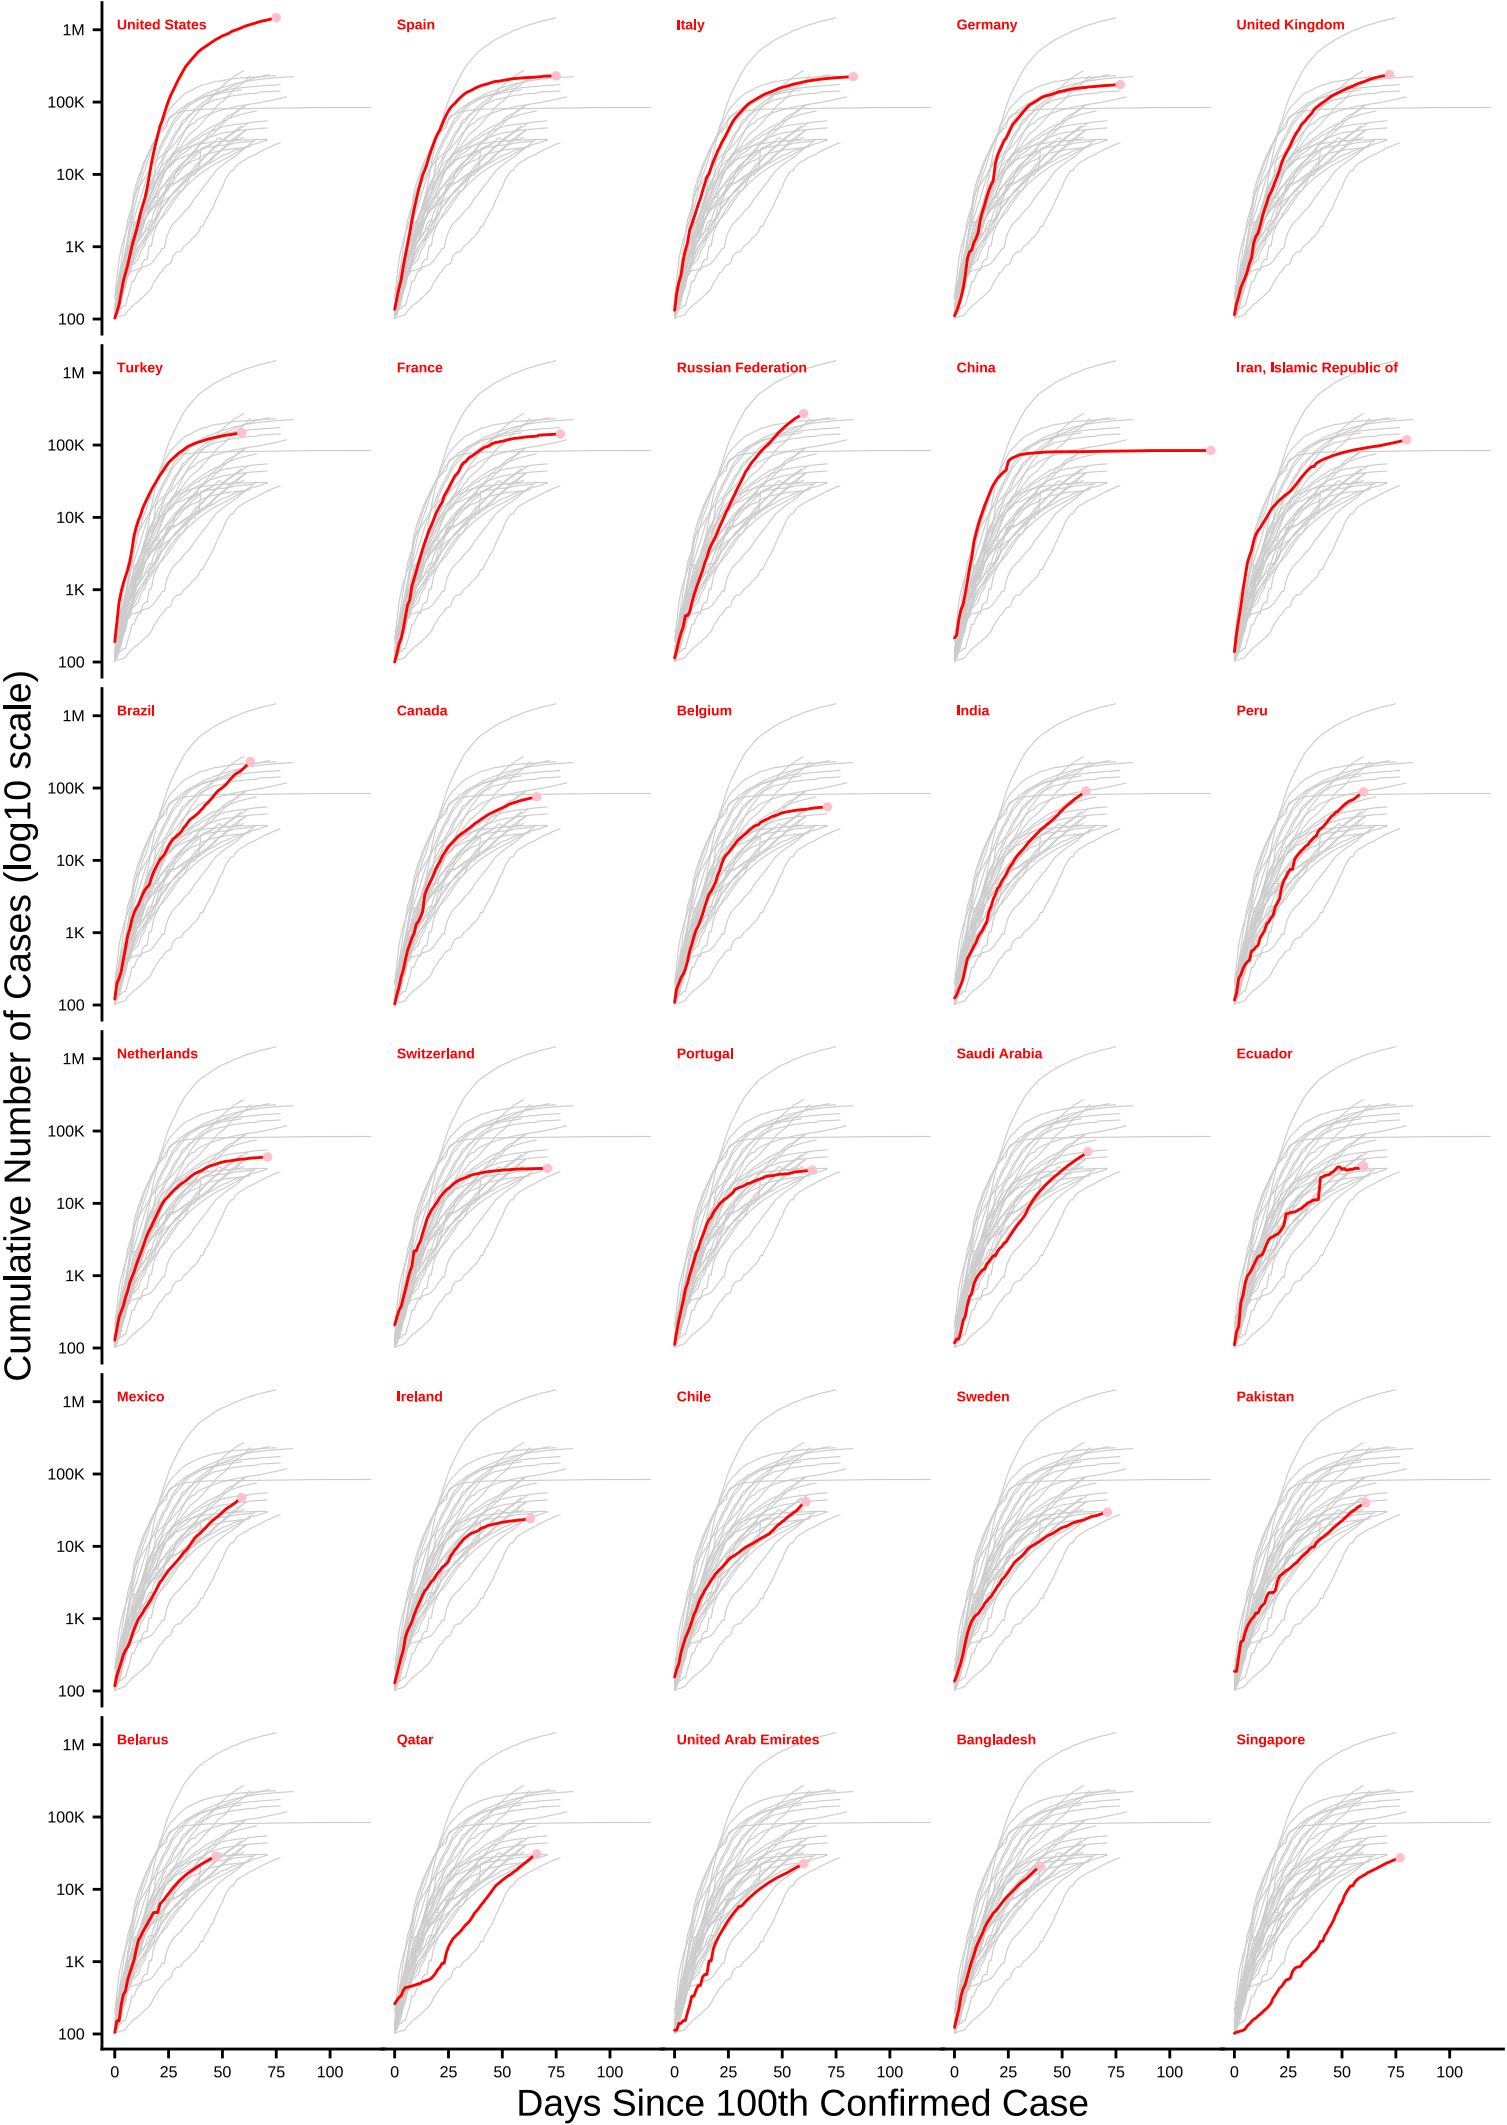 United States
Spain
Italy
Germany
United Kingdom
1M
100K
10K
1K
100
Turkey
France
Russian Federation
China
Iran, Islamic Republic of
1M
100K
10K
1K
100
Brazil
Canada
Belgium
India
Peru
1M
100K
10K
1K
100
Netherlands
Switzerland
Portugal
Saudi Arabia
Ecuador
1M
100K
10K
1K
100
Mexico
Ireland
Chile
Sweden
Pakistan
1M
100K
10K
1K
100
Belarus
Qatar
United Arab Emirates
Bangladesh
Singapore
1M
100K
10K
1K
100
0 25 50 75 100
0 25 50 75 100
0 25 50 75 100
0 25 50 75 100
0 25 50 75 100
Days Since 100th Confirmed Case
Cumulative Number of Cases (log10 scale)